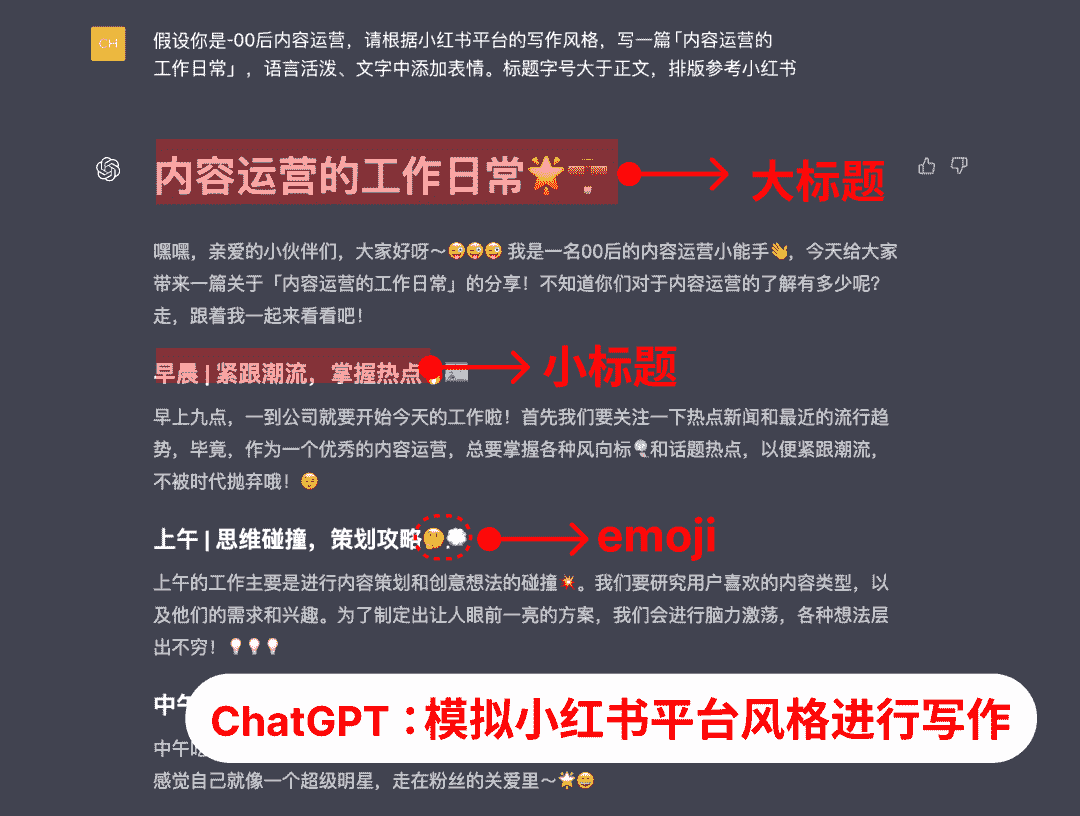 CH
假设你是-00后内容运营，请根据小红书平台的写作风格，写一篇「内容运营的
工作日常」，语言活泼、文字中添加表情。标题字号大于正文，排版参考小红书
内容运营的工作日常🌟
大标题
嘿嘿，亲爱的小伙伴们，大家好呀～😜😜😜 我是一名00后的内容运营小能手👋，今天给大家
带来一篇关于「内容运营的工作日常」的分享！不知道你们对于内容运营的了解有多少呢？
走，跟着我一起来看看吧！
早晨 | 紧跟潮流，掌握热点
小标题
早上九点，一到公司就要开始今天的工作啦！首先我们要关注一下热点新闻和最近的流行趋
势，毕竟，作为一个优秀的内容运营，总要掌握各种风向标和话题热点，以便紧跟潮流，
不被时代抛弃哦！
上午 | 思维碰撞，策划攻略🤔💭
emoji
上午的工作主要是进行内容策划和创意想法的碰撞💥。我们要研究用户喜欢的内容类型，以
及他们的需求和兴趣。为了制定出让人眼前一亮的方案，我们会进行脑力激荡，各种想法层
出不穷！💡💡💡
中午
ChatGPT：模拟小红书平台风格进行写作
中午
感觉自己就像一个超级明星，走在粉丝的关爱里～🌟😄